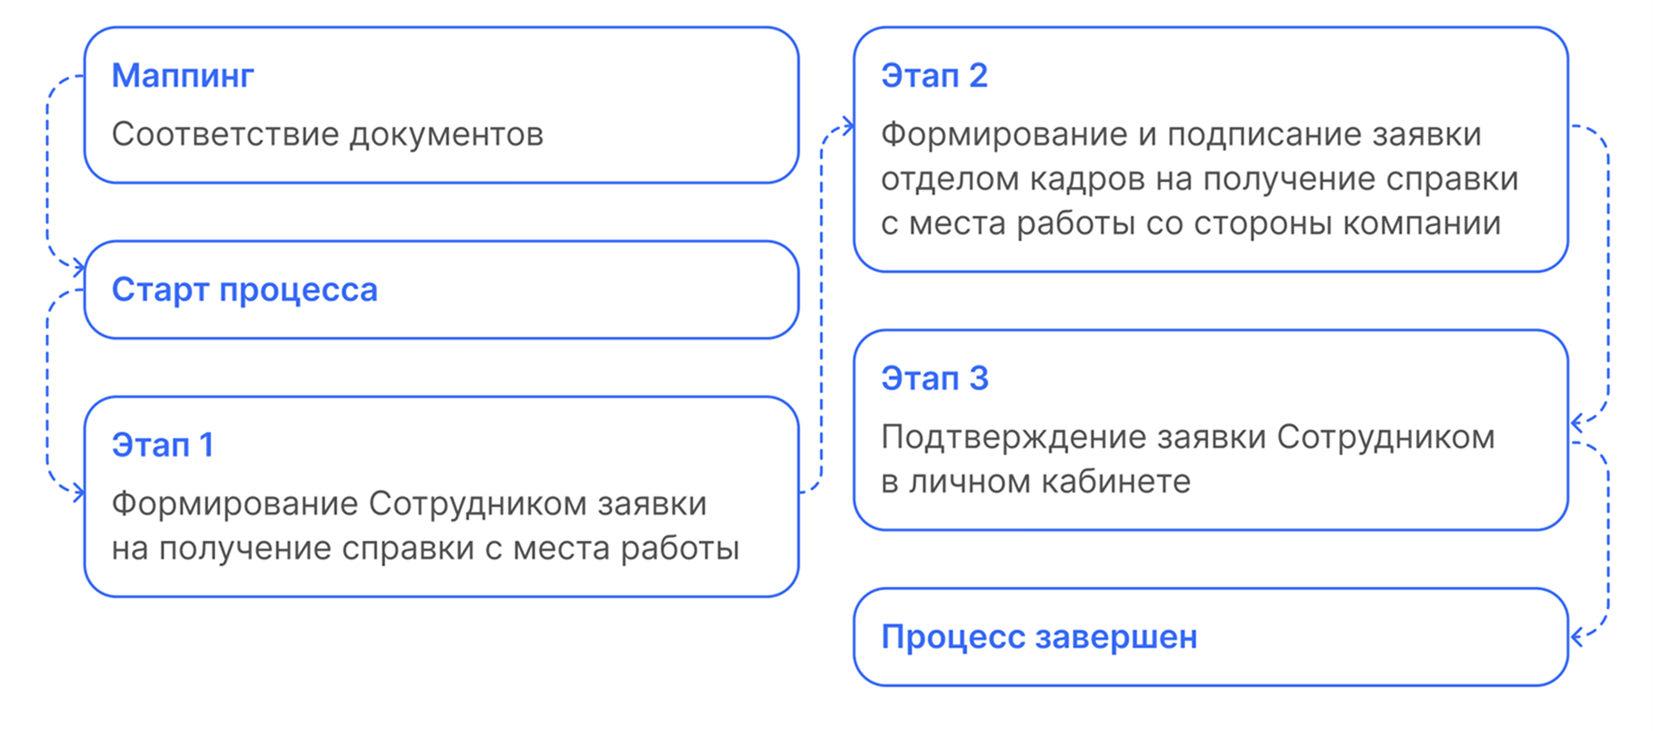 Маппинг
Соответствие документов
Старт процесса
Этап 1
Формирование Сотрудником заявки
на получение справки с места работы
Этап 2
Формирование и подписание заявки
отделом кадров на получение справки
с места работы со стороны компании
Этап 3
Подтверждение заявки Сотрудником
в личном кабинете
Процесс завершен